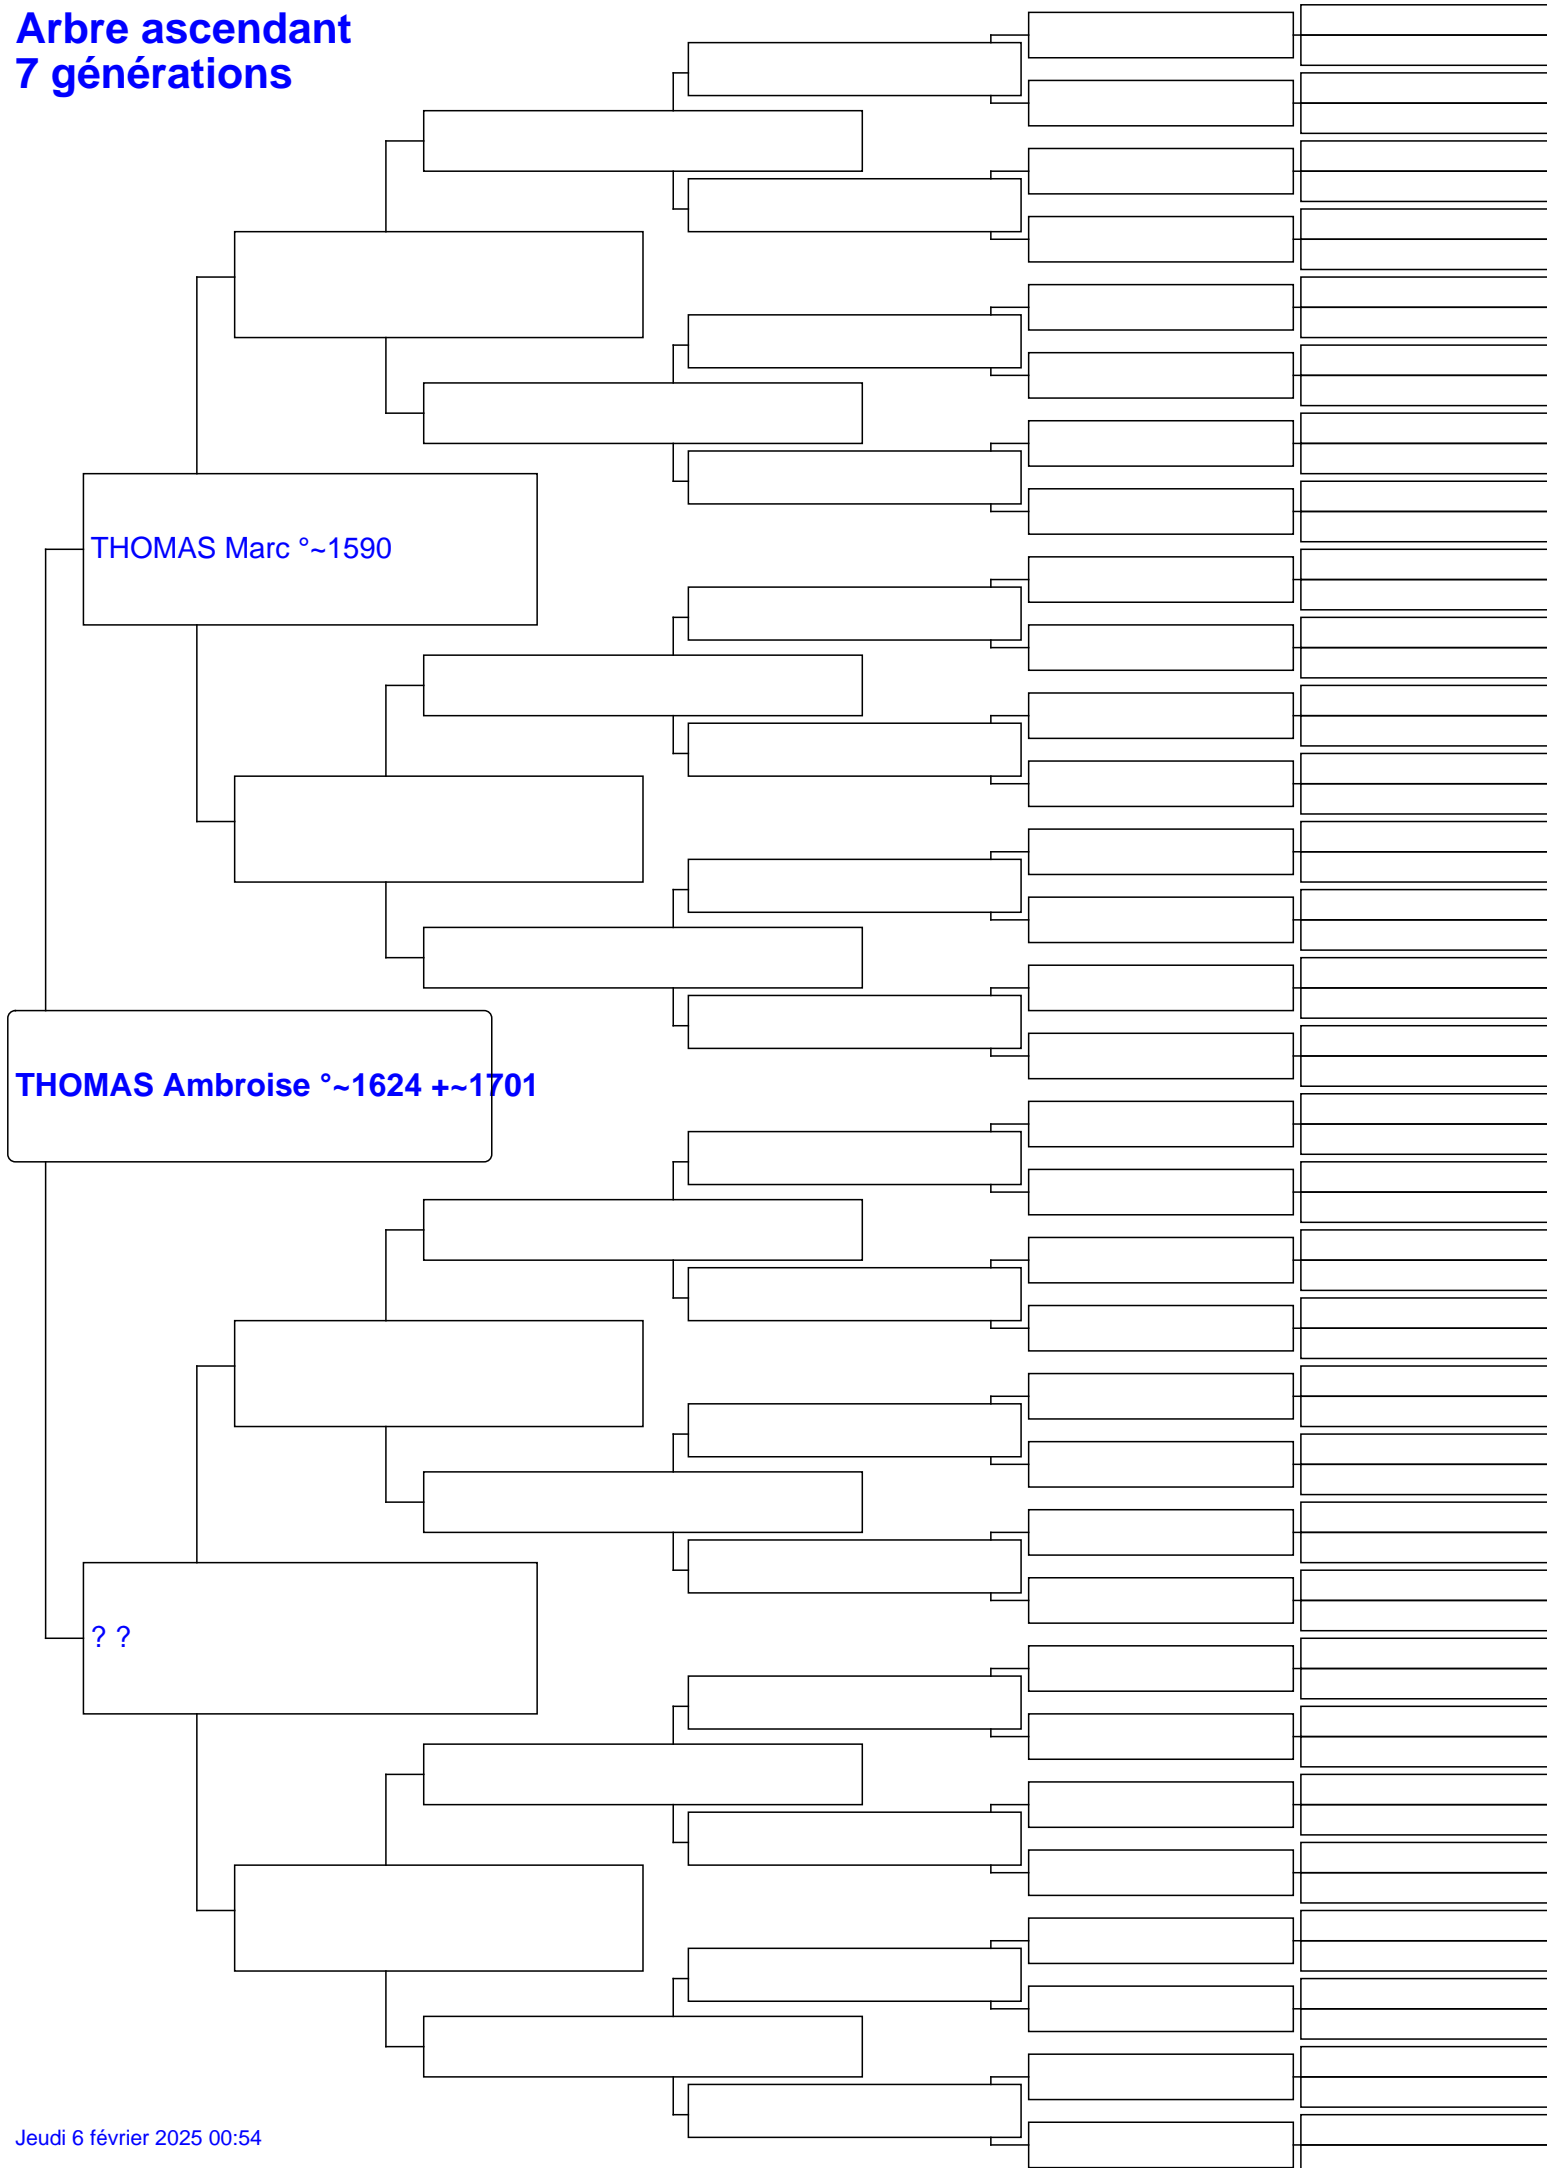 Arbre ascendant
7 générations
THOMAS Marc °~1590
THOMAS Ambroise °~1624 +~1701
? ?
Jeudi 6 février 2025 00:54